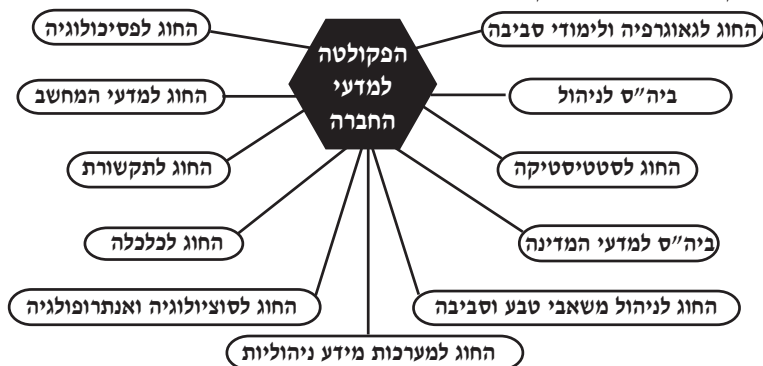 הפקולטה
למדעי
החברה
החוג לגאוגרפיה ולימודי סביבה
החוג לפסיכולוגיה
ביה"ס לניהול
החוג למדעי המחשב
החוג לסטטיסטיקה
החוג לתקשורת
ביה"ס למדעי המדינה
החוג לכלכלה
החוג לניהול משאבי טבע וסביבה
החוג לסוציולוגיה ואנתרופולגיה
החוג למערכות מידע ניהוליות